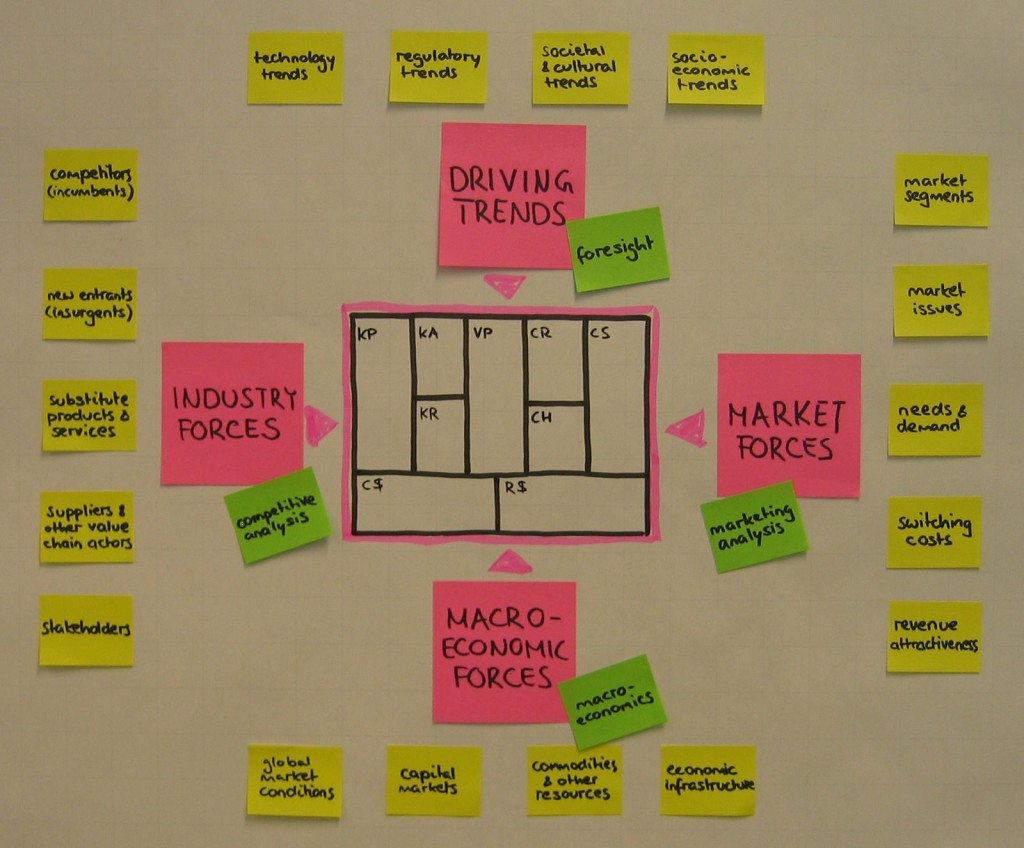 technology
trends
regulatory
trends
societal
& cultural
trends
socio-
economic
trends
DRIVING
TRENDS
foresight
competitors
(incumbents)
new entrants
(insurgents)
substitute
products &
services
suppliers &
other value
chain actors
stakeholders
INDUSTRY
FORCES
competitive
analysis
KP
KA
VP
CR
CS
KR
CH
C$
R$
MARKET
FORCES
marketing
analysis
market
segments
market
issues
needs &
demand
switching
costs
revenue
attractiveness
MACRO-
ECONOMIC
FORCES
macro-
economics
global
market
conditions
capital
markets
commodities
& other
resources
economic
infrastructure